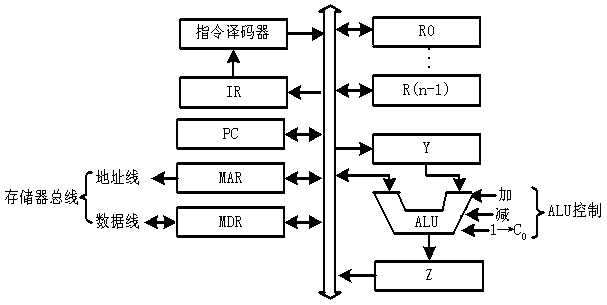 指令译码器
R0
IR
R(n-1)
PC
Y
地址线
MAR
存储器总线
数据线
MDR
ALU
加
减
1→C₀
ALU控制
Z